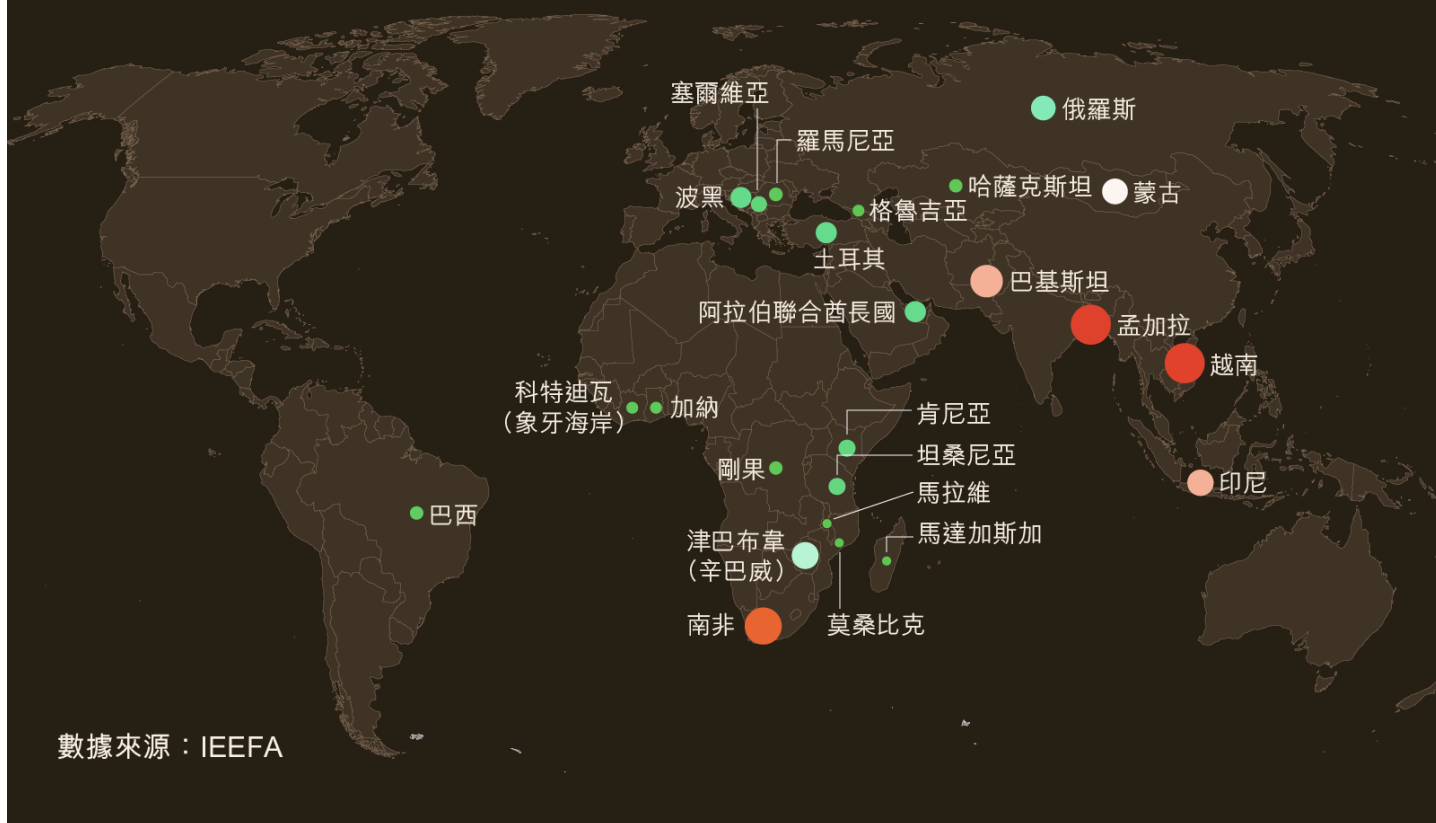 塞爾維亞
俄羅斯
羅馬尼亞
波黑
哈薩克斯坦
蒙古
格魯吉亞
土耳其
巴基斯坦
阿拉伯聯合酋長國
孟加拉
越南
科特迪瓦
（象牙海岸）
加納
肯尼亞
坦桑尼亞
剛果
印尼
馬拉維
巴西
馬達加斯加
津巴布韋
（辛巴威）
南非
莫桑比克
數據來源：IEEFA